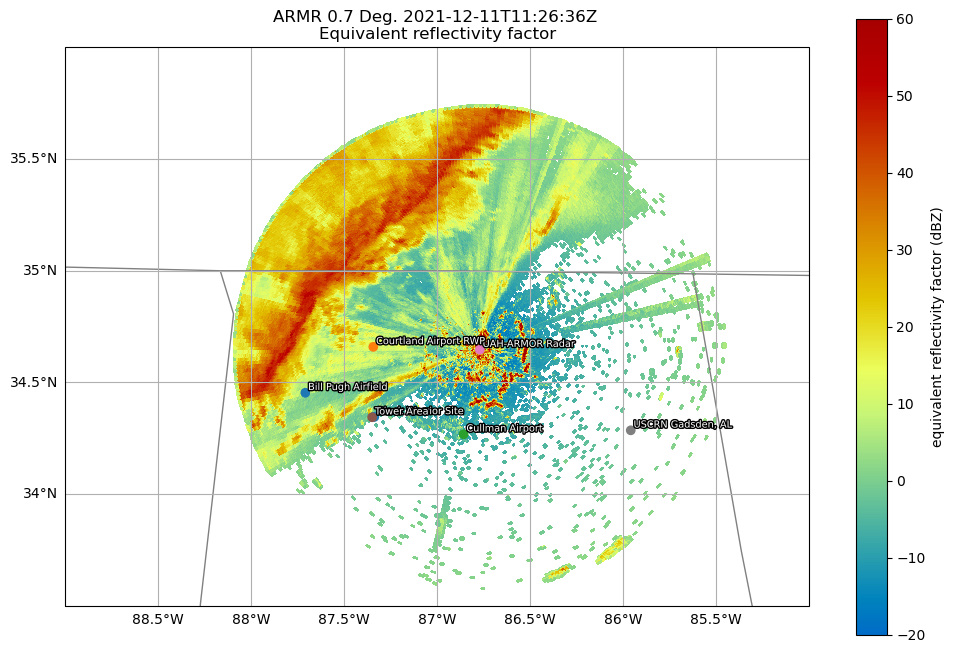 ARMR 0.7 Deg. 2021-12-11T11:26:36Z
Equivalent reflectivity factor
60
50
40
30
20
10
0
−10
−20
equivalent reflectivity factor (dBZ)
35.5°N
35°N
34.5°N
34°N
Courtland Airport RWP
UAH-ARMOR Radar
Bill Pugh Airfield
Tower
Site
Cullman Airport
USCRN Gadsden, AL
88.5°W
88°W
87.5°W
87°W
86.5°W
86°W
85.5°W